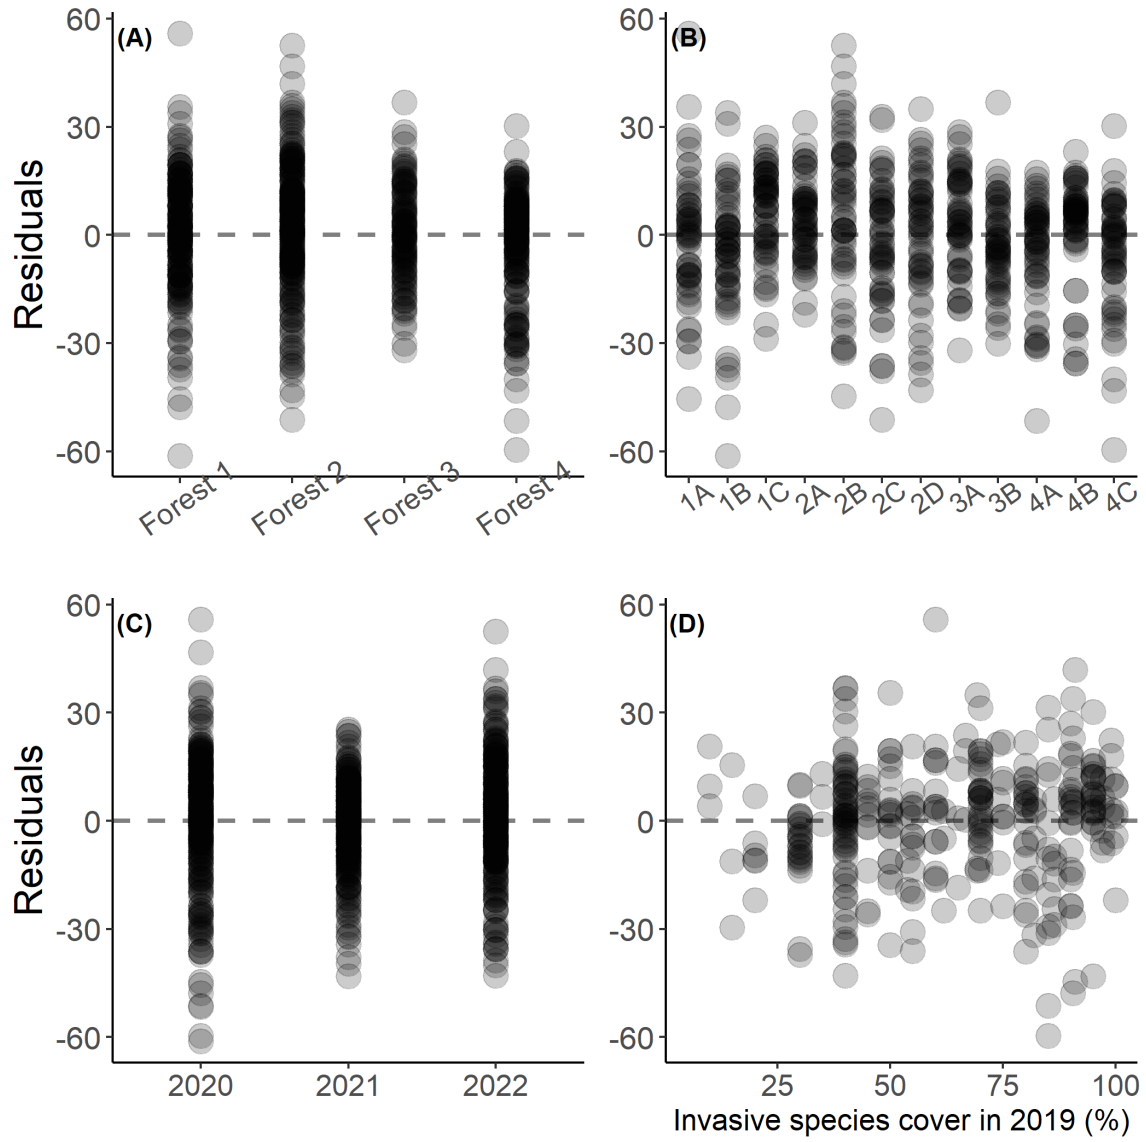 (A)
60
30
0
-30
-60
Residuals
Forest 1
Forest 2
Forest 3
Forest 4
(B)
60
30
0
-30
-60
1A
1B
1C
2A
2B
2C
2D
3A
3B
4A
4B
4C
(C)
60
30
0
-30
-60
Residuals
2020
2021
2022
(D)
60
30
0
-30
-60
25
50
75
100
Invasive species cover in 2019 (%)